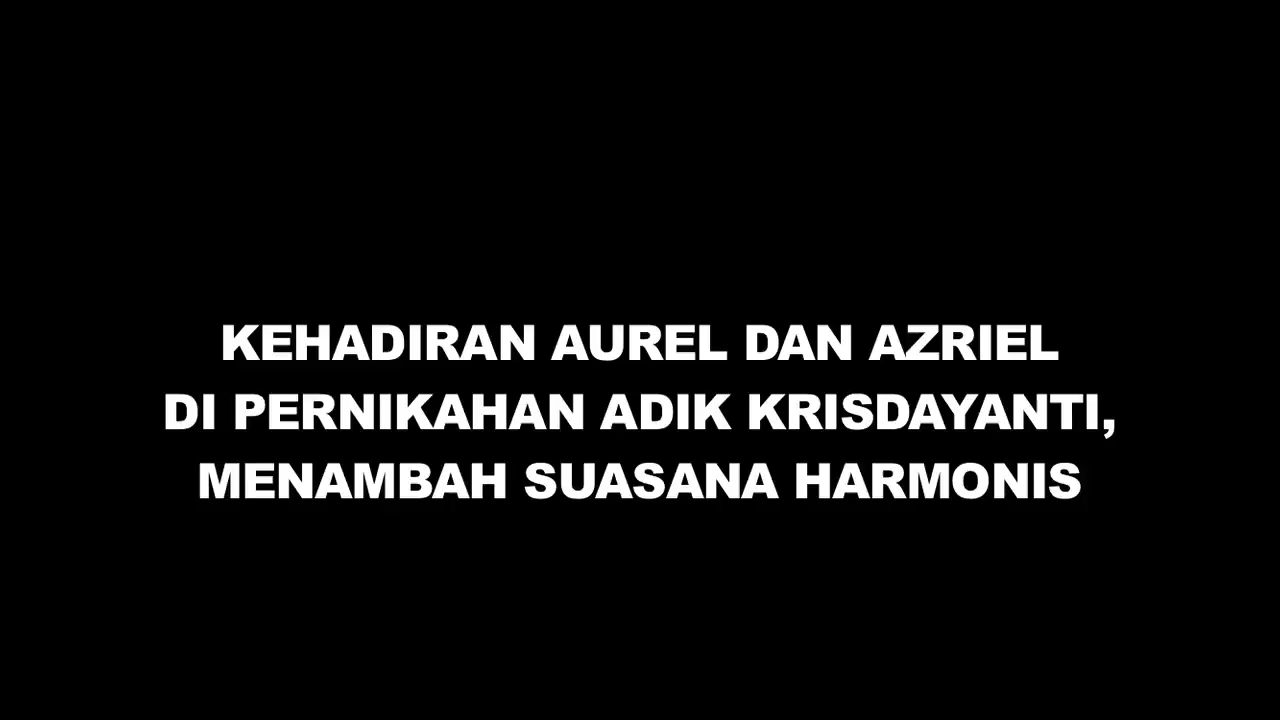 KEHADIRAN AUREL DAN AZRIEL
DI PERNIKAHAN ADIK KRISDAYANTI,
MENAMBAH SUASANA HARMONIS